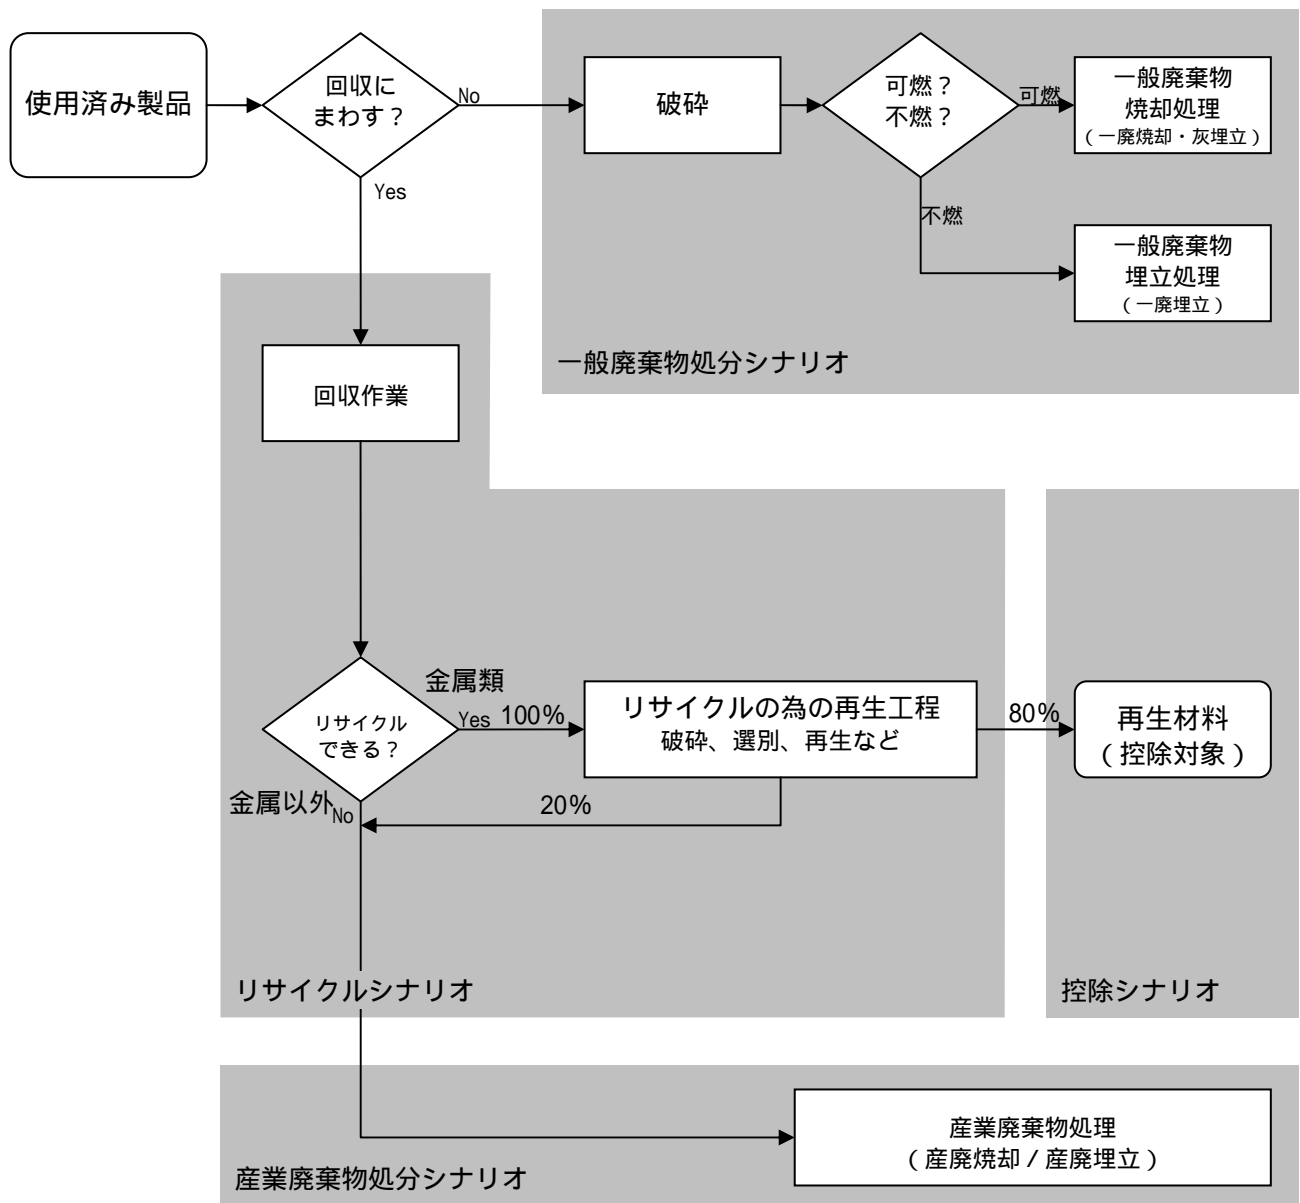 使用済み製品
回収に
まわす？
No
Yes
破砕
可燃？
不燃？
可燃
不燃
一般廃棄物
焼却処理
（一廃焼却・灰埋立）
一般廃棄物
埋立処理
（一廃埋立）
一般廃棄物処分シナリオ
回収作業
リサイクル
できる？
金属類
Yes 100%
金属以外
No
リサイクルの為の再生工程
破砕、選別、再生など
20%
80%
再生材料
（控除対象）
リサイクルシナリオ
控除シナリオ
産業廃棄物処理
（産廃焼却/産廃埋立）
産業廃棄物処分シナリオ